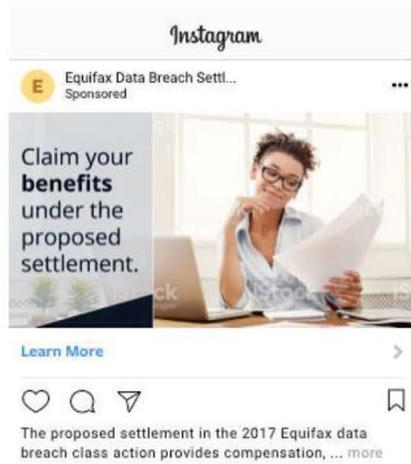 Instagram
E
Equifax Data Breach Settl...
Sponsored
Claim your
benefits
under the
proposed
settlement.
iStock
Learn More
The proposed settlement in the 2017 Equifax data
breach class action provides compensation, ... more